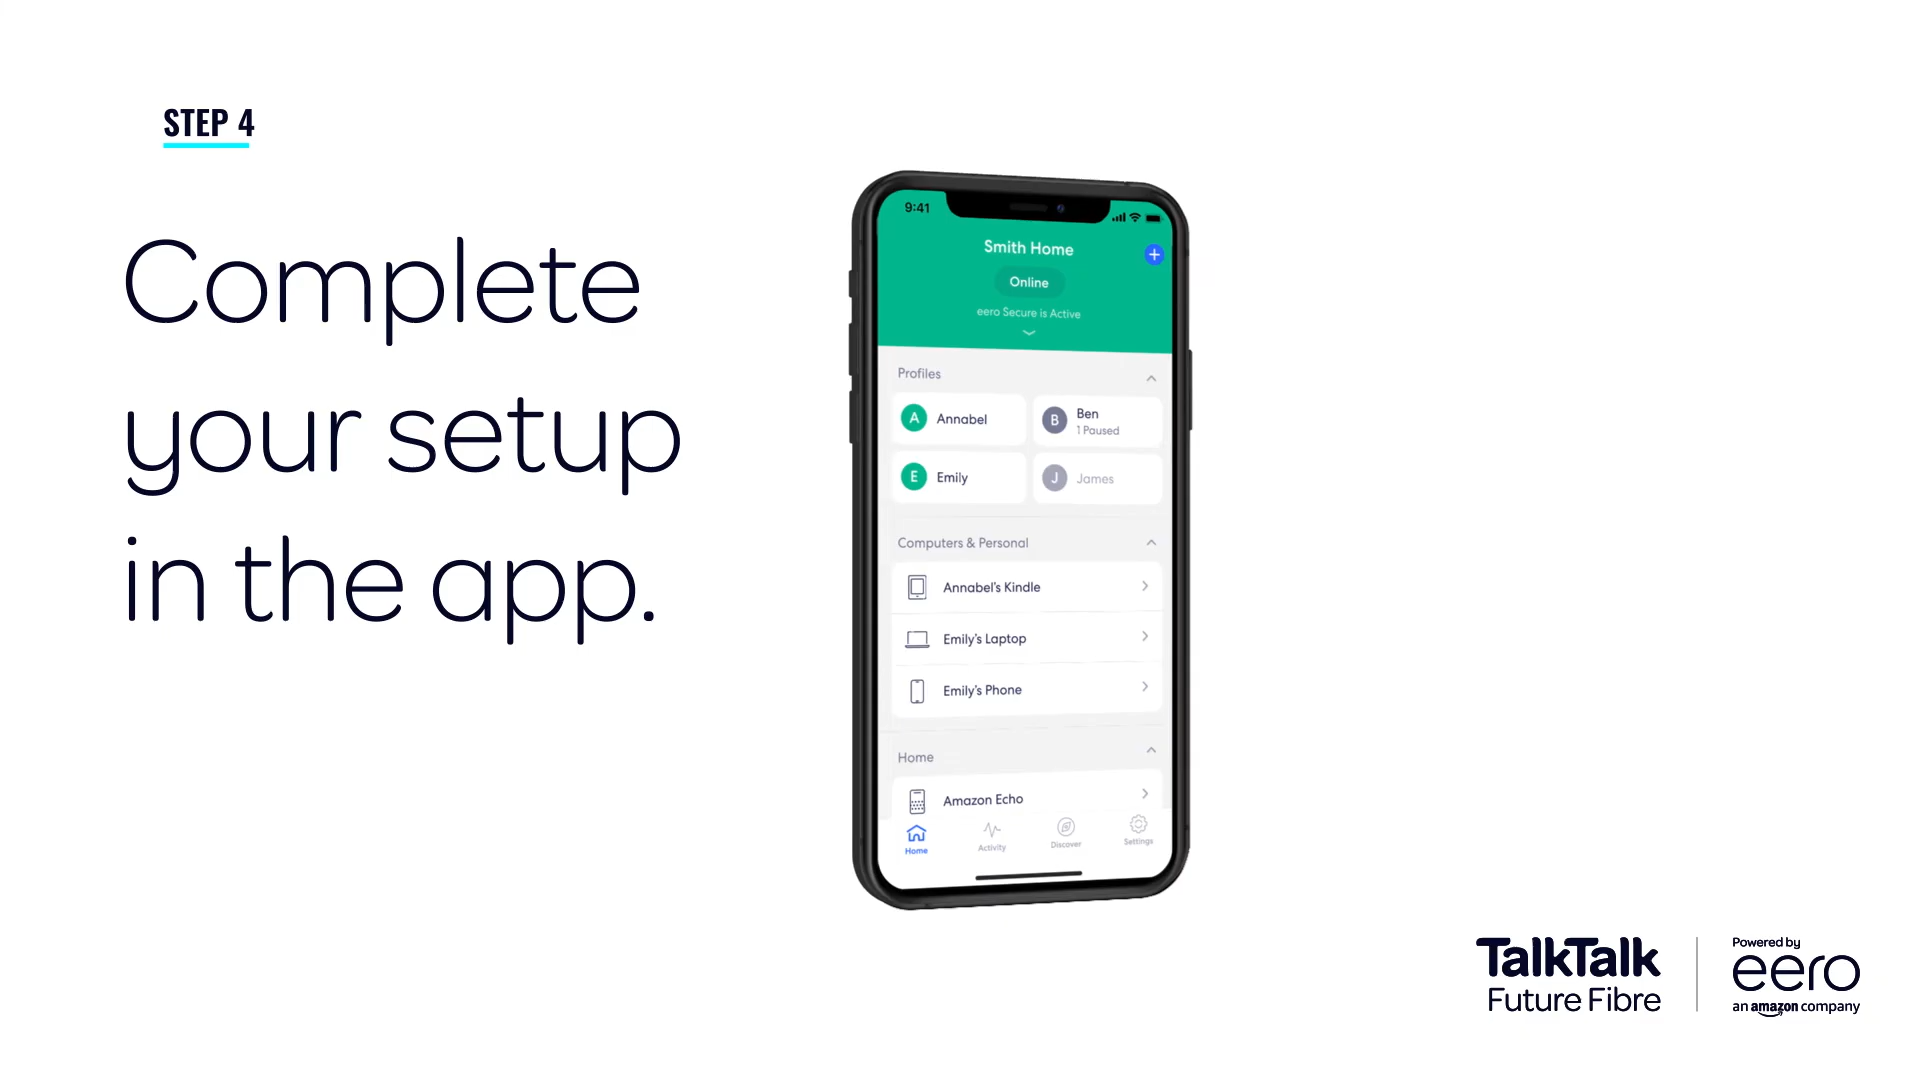 STEP 4
Complete
your setup
in the app.
9:41
Smith Home
Online
eero Secure is Active
Profiles
A Annabel
B Ben
1 Paused
E Emily
J James
Computers & Personal
Annabel's Kindle
Emily's Laptop
Emily's Phone
Home
Amazon Echo
Home Activity Discover Settings
TalkTalk
Future Fibre
Powered by
eero
an amazon company